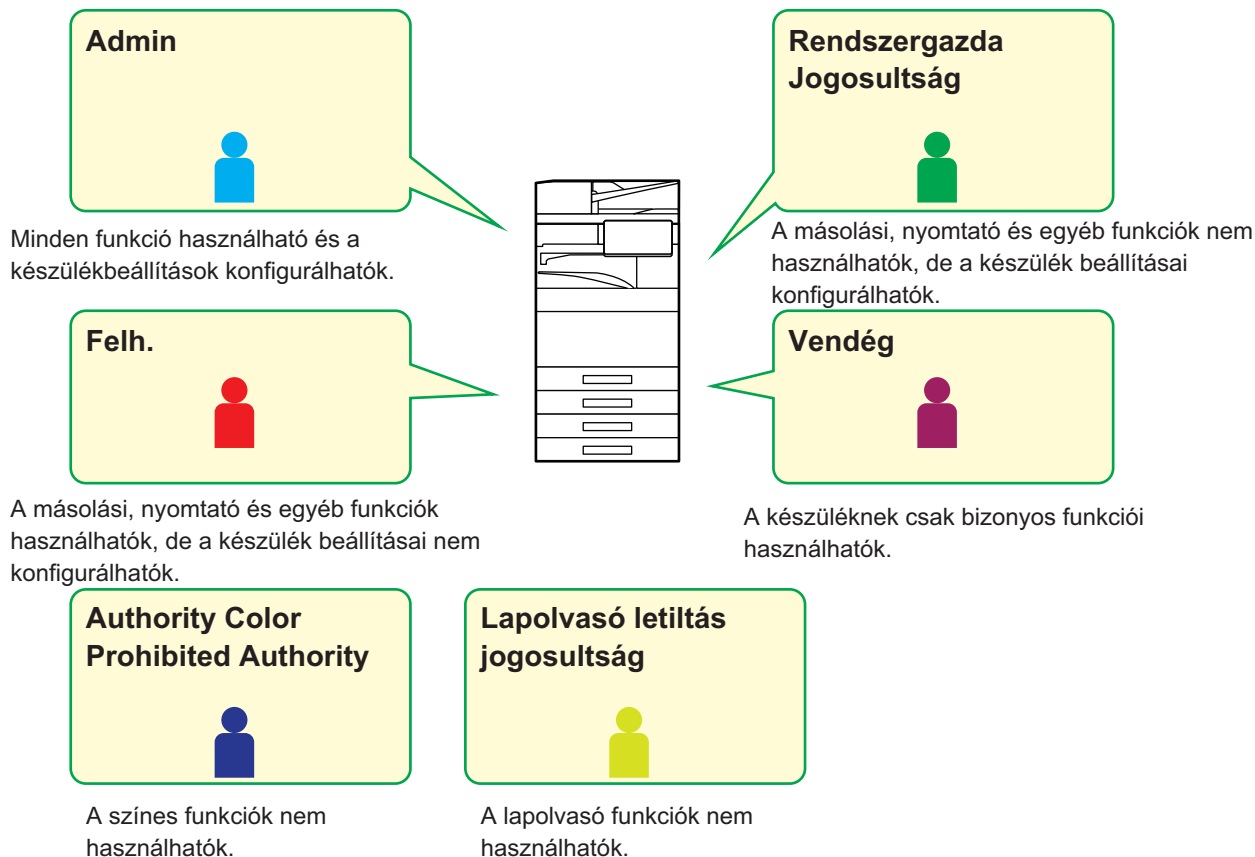 Admin
Minden funkció használható és a
készülékbeállítások konfigurálhatók.
Rendszergazda
Jogosultság
A másolási, nyomtató és egyéb funkciók nem
használhatók, de a készülék beállításai
konfigurálhatók.
Felh.
A másolási, nyomtató és egyéb funkciók
használhatók, de a készülék beállításai nem
konfigurálhatók.
Vendég
A készüléknek csak bizonyos funkciói
használhatók.
Authority Color
Prohibited Authority
A színes funkciók nem
használhatók.
Lapolvasó letiltás
jogosultság
A lapolvasó funkciók nem
használhatók.